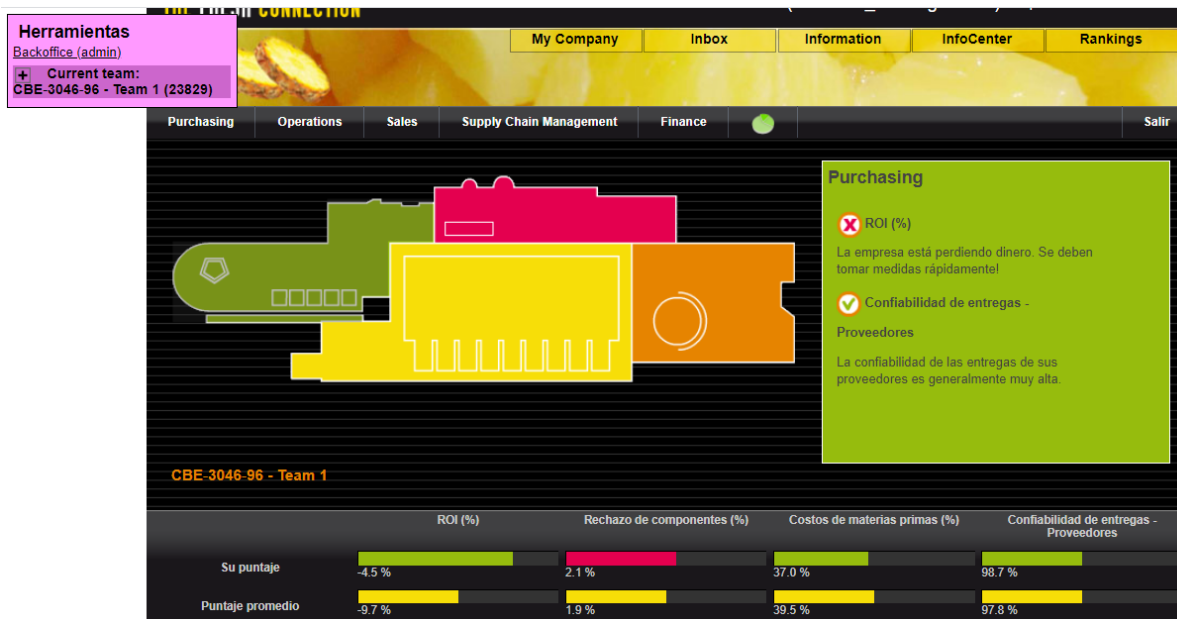 THE FRESH CONNECTION
Herramientas
Backoffice (admin)
+ Current team:
CBE-3046-96 - Team 1 (23829)
My Company Inbox Information InfoCenter Rankings
Purchasing Operations Sales Supply Chain Management Finance Salir
Purchasing
ROI (%)
La empresa está perdiendo dinero. Se deben
tomar medidas rápidamente!
Confiabilidad de entregas -
Proveedores
La confiabilidad de las entregas de sus
proveedores es generalmente muy alta.
CBE-3046-96 - Team 1
ROI (%) Rechazo de componentes (%) Costos de materias primas (%) Confiabilidad de entregas -
Proveedores
Su puntaje
-4.5 % 2.1 % 37.0 % 98.7 %
Puntaje promedio
-9.7 % 1.9 % 39.5 % 97.8 %